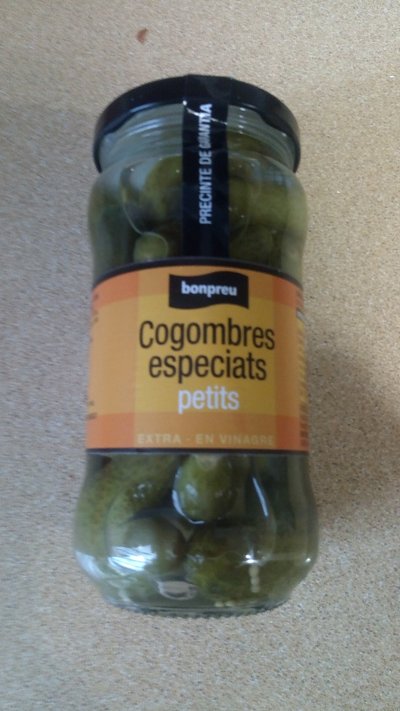 PRECINTE DE GARANTIA
bonpreu
Cogombres
especiats
petits
EXTRA - EN VINAGRE